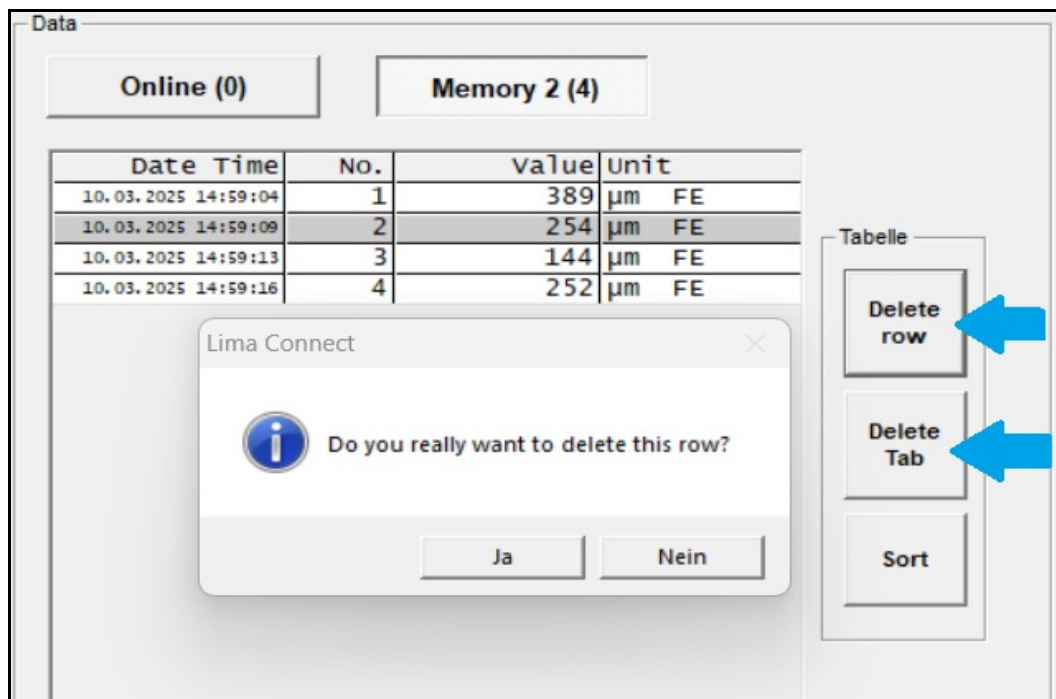 Data
Online (0)
Memory 2 (4)
Date Time No. Value Unit
10.03.2025 14:59:04 1 389 µm FE
10.03.2025 14:59:09 2 254 µm FE
10.03.2025 14:59:13 3 144 µm FE
10.03.2025 14:59:16 4 252 µm FE
Tabelle
Delete
row
Delete
Tab
Sort
Lima Connect
Do you really want to delete this row?
Ja
Nein